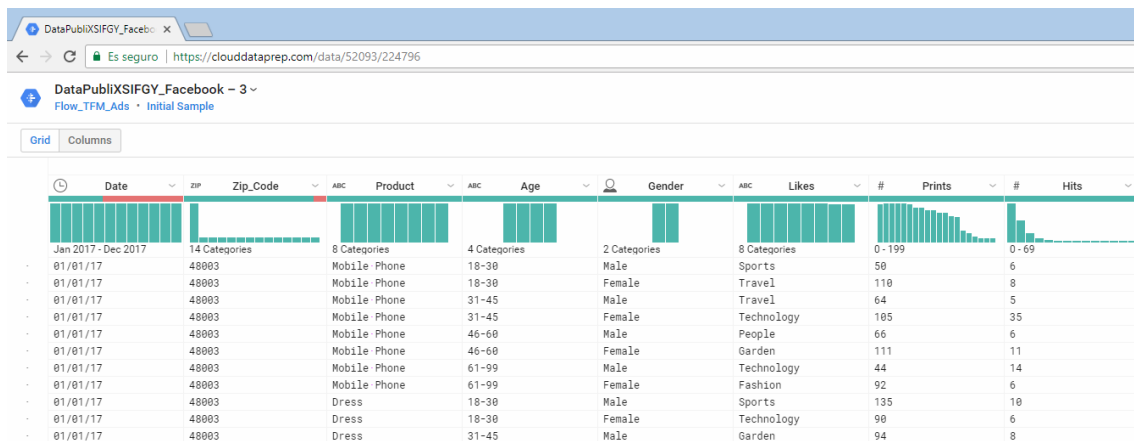 DataPubliXSIFGY_Facebo
Es seguro | https://clouddataprep.com/data/52093/224796
DataPubliXSIFGY_Facebook – 3
Flow_TFM_Ads • Initial Sample
Grid Columns
Date ZIP Zip_Code ABC Product ABC Age Gender ABC Likes # Prints # Hits
Jan 2017 - Dec 2017 14 Categories 8 Categories 4 Categories 2 Categories 8 Categories 0 - 199 0 - 69
01/01/17 48003 Mobile·Phone 18-30 Male Sports 50 6
01/01/17 48003 Mobile·Phone 18-30 Female Travel 110 8
01/01/17 48003 Mobile·Phone 31-45 Male Travel 64 5
01/01/17 48003 Mobile·Phone 31-45 Female Technology 105 35
01/01/17 48003 Mobile·Phone 46-60 Male People 66 6
01/01/17 48003 Mobile·Phone 46-60 Female Garden 111 11
01/01/17 48003 Mobile·Phone 61-99 Male Technology 44 14
01/01/17 48003 Mobile·Phone 61-99 Female Fashion 92 6
01/01/17 48003 Dress 18-30 Male Sports 135 10
01/01/17 48003 Dress 18-30 Female Technology 90 6
01/01/17 48003 Dress 31-45 Male Garden 94 8